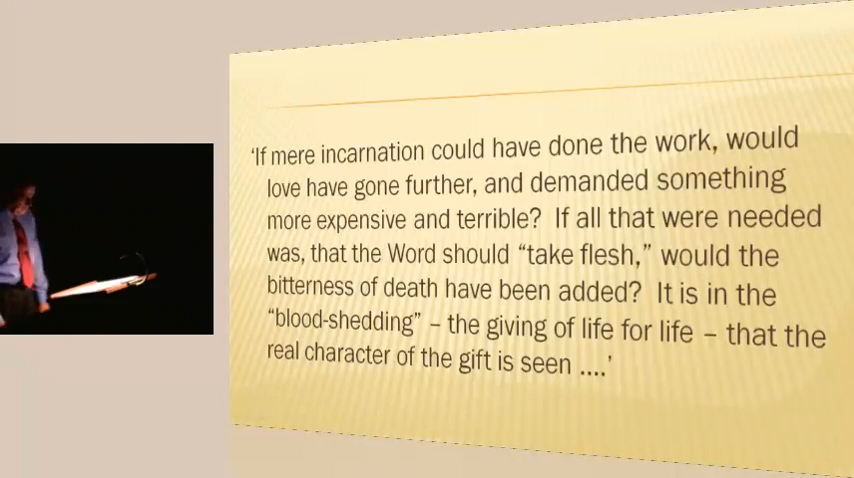 ‘If mere incarnation could have done the work, would
love have gone further, and demanded something
more expensive and terrible?  If all that were needed
was, that the Word should “take flesh,” would the
bitterness of death have been added?  It is in the
“blood-shedding” – the giving of life for life – that the
real character of the gift is seen ….’